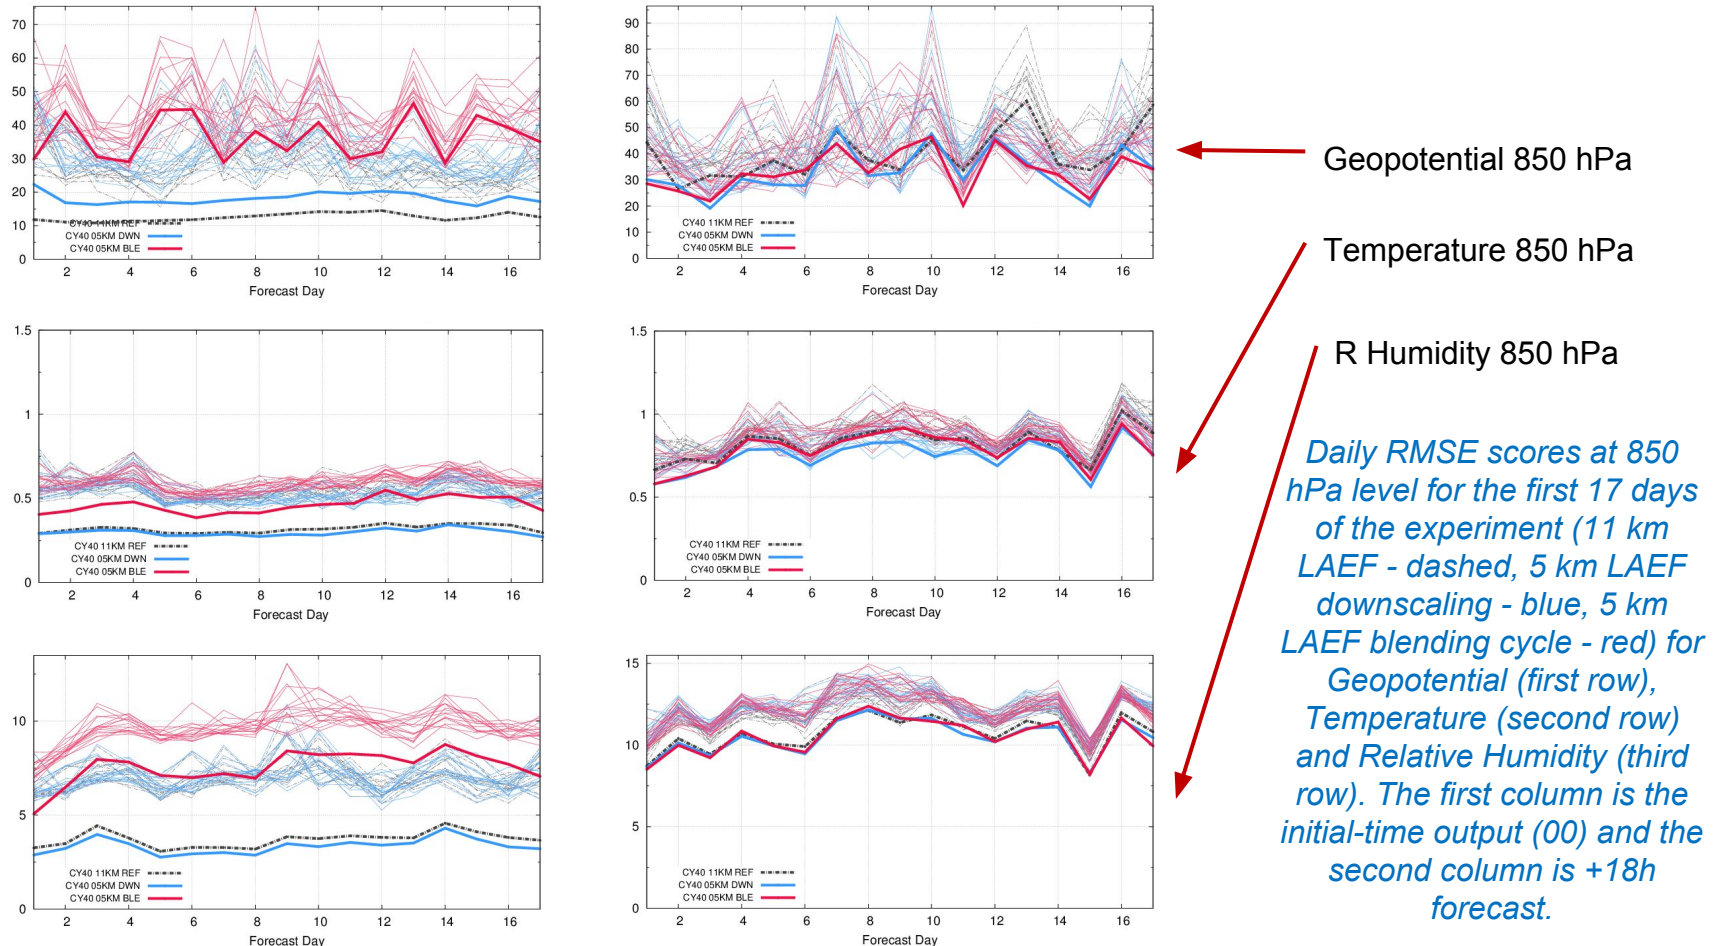 70
60
50
40
30
20
10
0
CY40 11KM REF
CY40 05KM DWN
CY40 05KM BLE
2 4 6 8 10 12 14 16
Forecast Day
90
80
70
60
50
40
30
20
10
0
CY40 11KM REF
CY40 05KM DWN
CY40 05KM BLE
2 4 6 8 10 12 14 16
Forecast Day
Geopotential 850 hPa
Temperature 850 hPa
R Humidity 850 hPa
1.5
1
0.5
0
CY40 11KM REF
CY40 05KM DWN
CY40 05KM BLE
2 4 6 8 10 12 14 16
Forecast Day
1.5
1
0.5
0
CY40 11KM REF
CY40 05KM DWN
CY40 05KM BLE
2 4 6 8 10 12 14 16
Forecast Day
10
5
0
CY40 11KM REF
CY40 05KM DWN
CY40 05KM BLE
2 4 6 8 10 12 14 16
Forecast Day
15
10
5
0
CY40 11KM REF
CY40 05KM DWN
CY40 05KM BLE
2 4 6 8 10 12 14 16
Forecast Day
Daily RMSE scores at 850
hPa level for the first 17 days
of the experiment (11 km
LAEF - dashed, 5 km LAEF
downscaling - blue, 5 km
LAEF blending cycle - red) for
Geopotential (first row),
Temperature (second row)
and Relative Humidity (third
row). The first column is the
initial-time output (00) and the
second column is +18h
forecast.